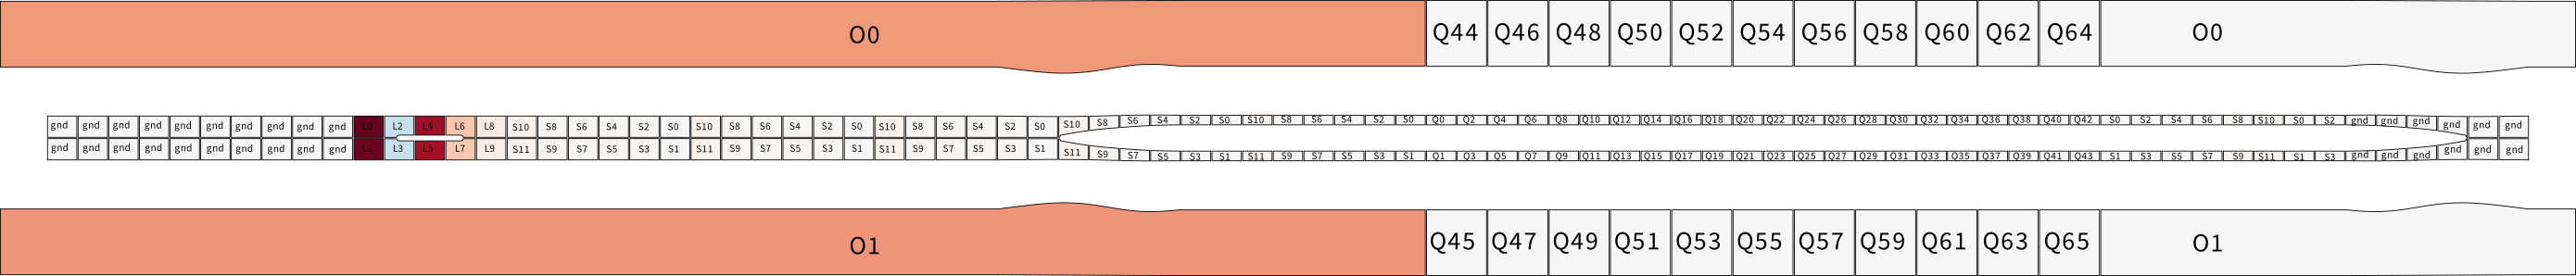 O0 Q44 Q46 Q48 Q50 Q52 Q54 Q56 Q58 Q60 Q62 Q64 O0
gnd gnd gnd gnd gnd gnd gnd gnd gnd gnd L0 L2 L4 L6 L8 S10 S8 S6 S4 S2 S0 S10 S8 S6 S4 S2 S0 S10 S8 S6 S4 S2 S0 S10 S8 S6 S4 S2 S0 S10 S8 S6 S4 S2 S0 Q0 Q2 Q4 Q6 Q8 Q10 Q12 Q14 Q16 Q18 Q20 Q22 Q24 Q26 Q28 Q30 Q32 Q34 Q36 Q38 Q40 Q42 S0 S2 S4 S6 S8 S10 S0 S2 gnd gnd gnd gnd gnd gnd
gnd gnd gnd gnd gnd gnd gnd gnd gnd gnd L1 L3 L5 L7 L9 S11 S9 S7 S5 S3 S1 S11 S9 S7 S5 S3 S1 S11 S9 S7 S5 S3 S1 S11 S9 S7 S5 S3 S1 S11 S9 S7 S5 S3 S1 Q1 Q3 Q5 Q7 Q9 Q11 Q13 Q15 Q17 Q19 Q21 Q23 Q25 Q27 Q29 Q31 Q33 Q35 Q37 Q39 Q41 Q43 S1 S3 S5 S7 S9 S11 S1 S3 gnd gnd gnd gnd gnd gnd
O1 Q45 Q47 Q49 Q51 Q53 Q55 Q57 Q59 Q61 Q63 Q65 O1